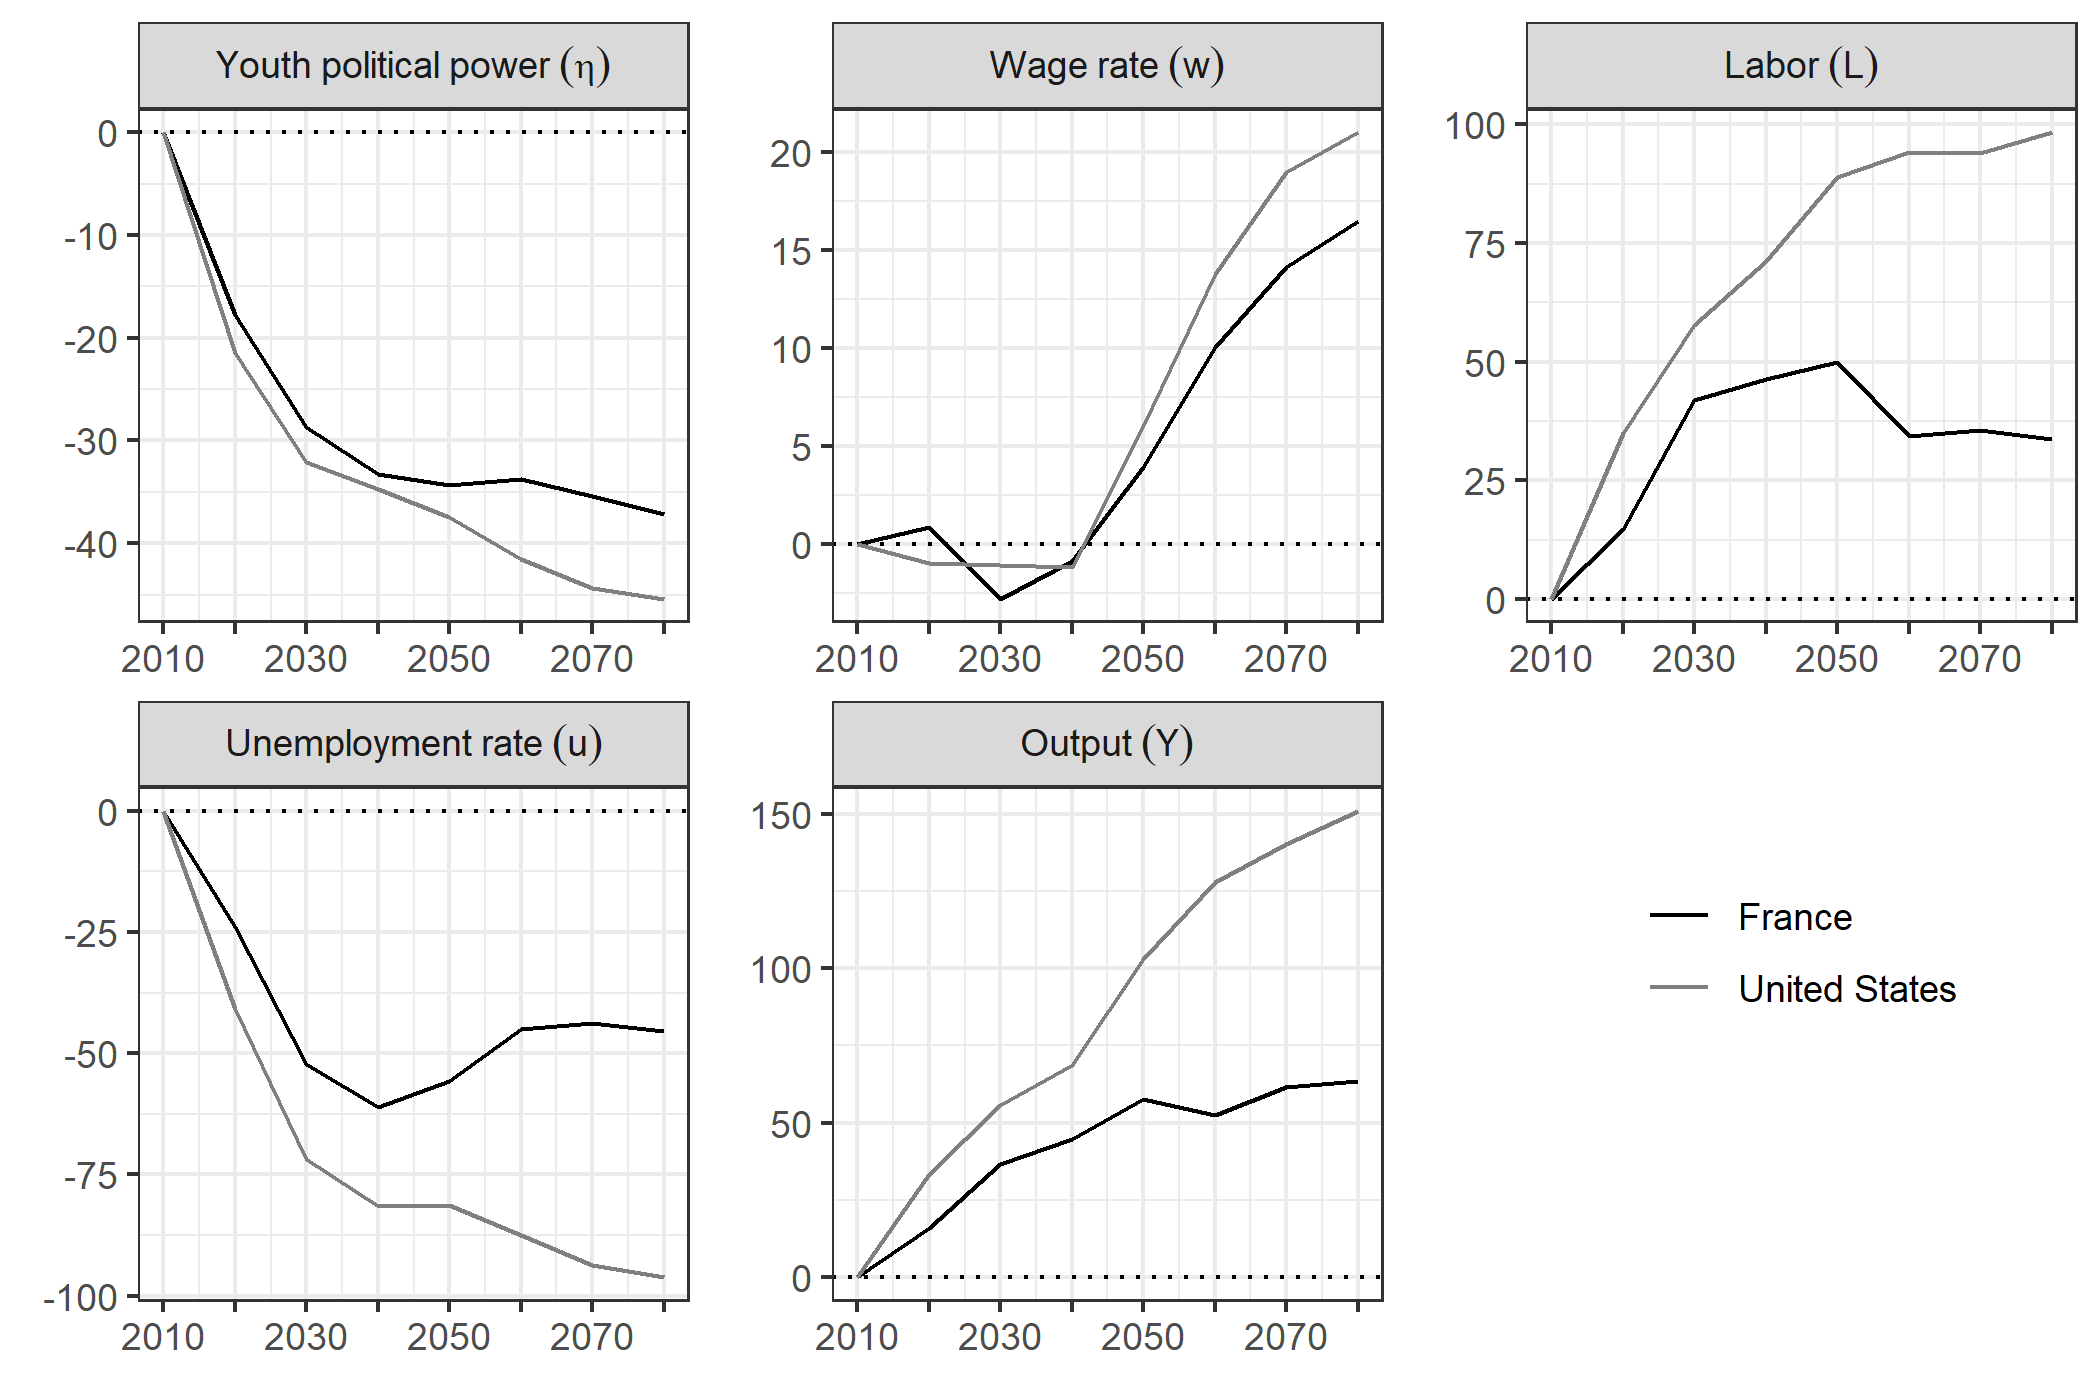 Youth political power (η)
0
-10
-20
-30
-40
2010 2030 2050 2070
Wage rate (w)
20
15
10
5
0
2010 2030 2050 2070
Labor (L)
100
75
50
25
0
2010 2030 2050 2070
Unemployment rate (u)
0
-25
-50
-75
-100
2010 2030 2050 2070
Output (Y)
150
100
50
0
2010 2030 2050 2070
France
United States